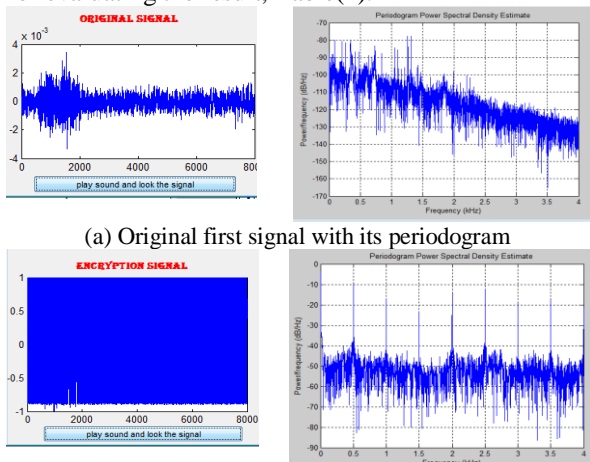 ORIGINAL SIGNAL
x 10⁻³
4
2
0
-2
-4
0 2000 4000 6000 8000
play sound and look the signal
Periodogram Power Spectral Density Estimate
-70
-80
-90
-100
-110
-120
-130
-140
-150
-160
-170
0 0.5 1 1.5 2 2.5 3 3.5 4
Power/frequency (dB/Hz)
Frequency (kHz)
(a) Original first signal with its periodogram
ENCRYPTION SIGNAL
1
0.5
0
-0.5
-1
0 2000 4000 6000 8000
play sound and look the signal
Periodogram Power Spectral Density Estimate
0
-10
-20
-30
-40
-50
-60
-70
-80
-90
0 0.5 1 1.5 2 2.5 3 3.5 4
Power/frequency (dB/Hz)